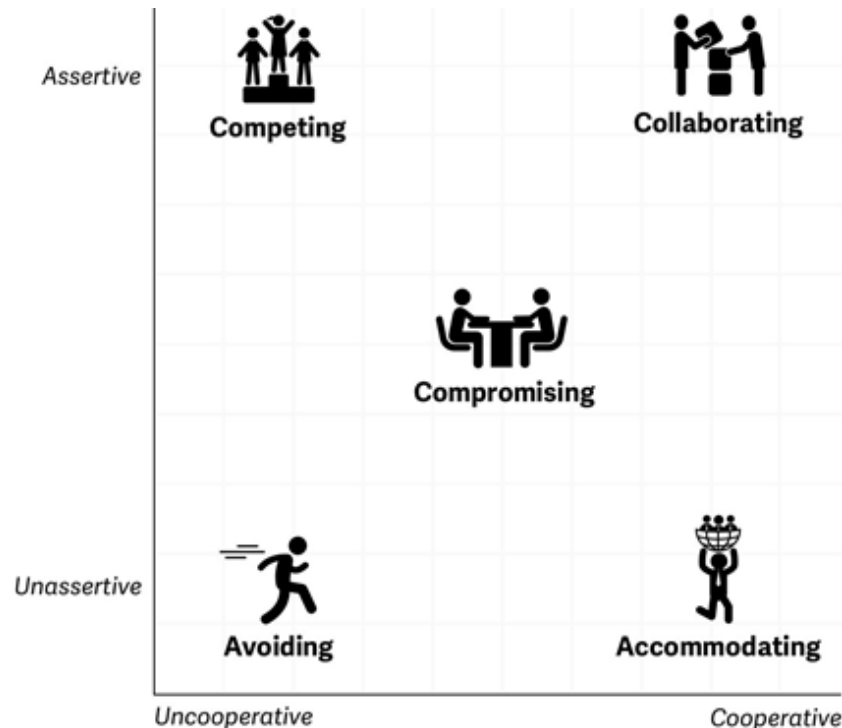 Assertive
Competing
Collaborating
Compromising
Unassertive
Avoiding
Accommodating
Uncooperative
Cooperative